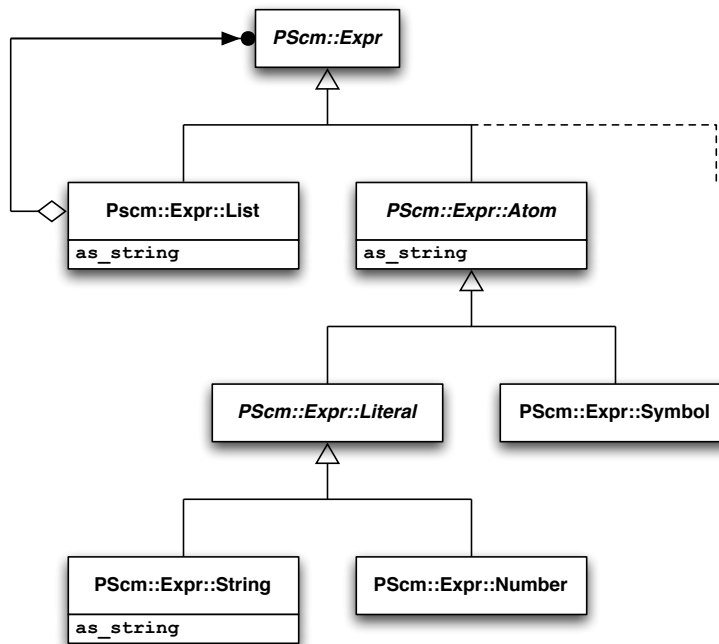 PScm::Expr
Pscm::Expr::List
as_string
PScm::Expr::Atom
as_string
PScm::Expr::Literal
PScm::Expr::Symbol
PScm::Expr::String
as_string
PScm::Expr::Number